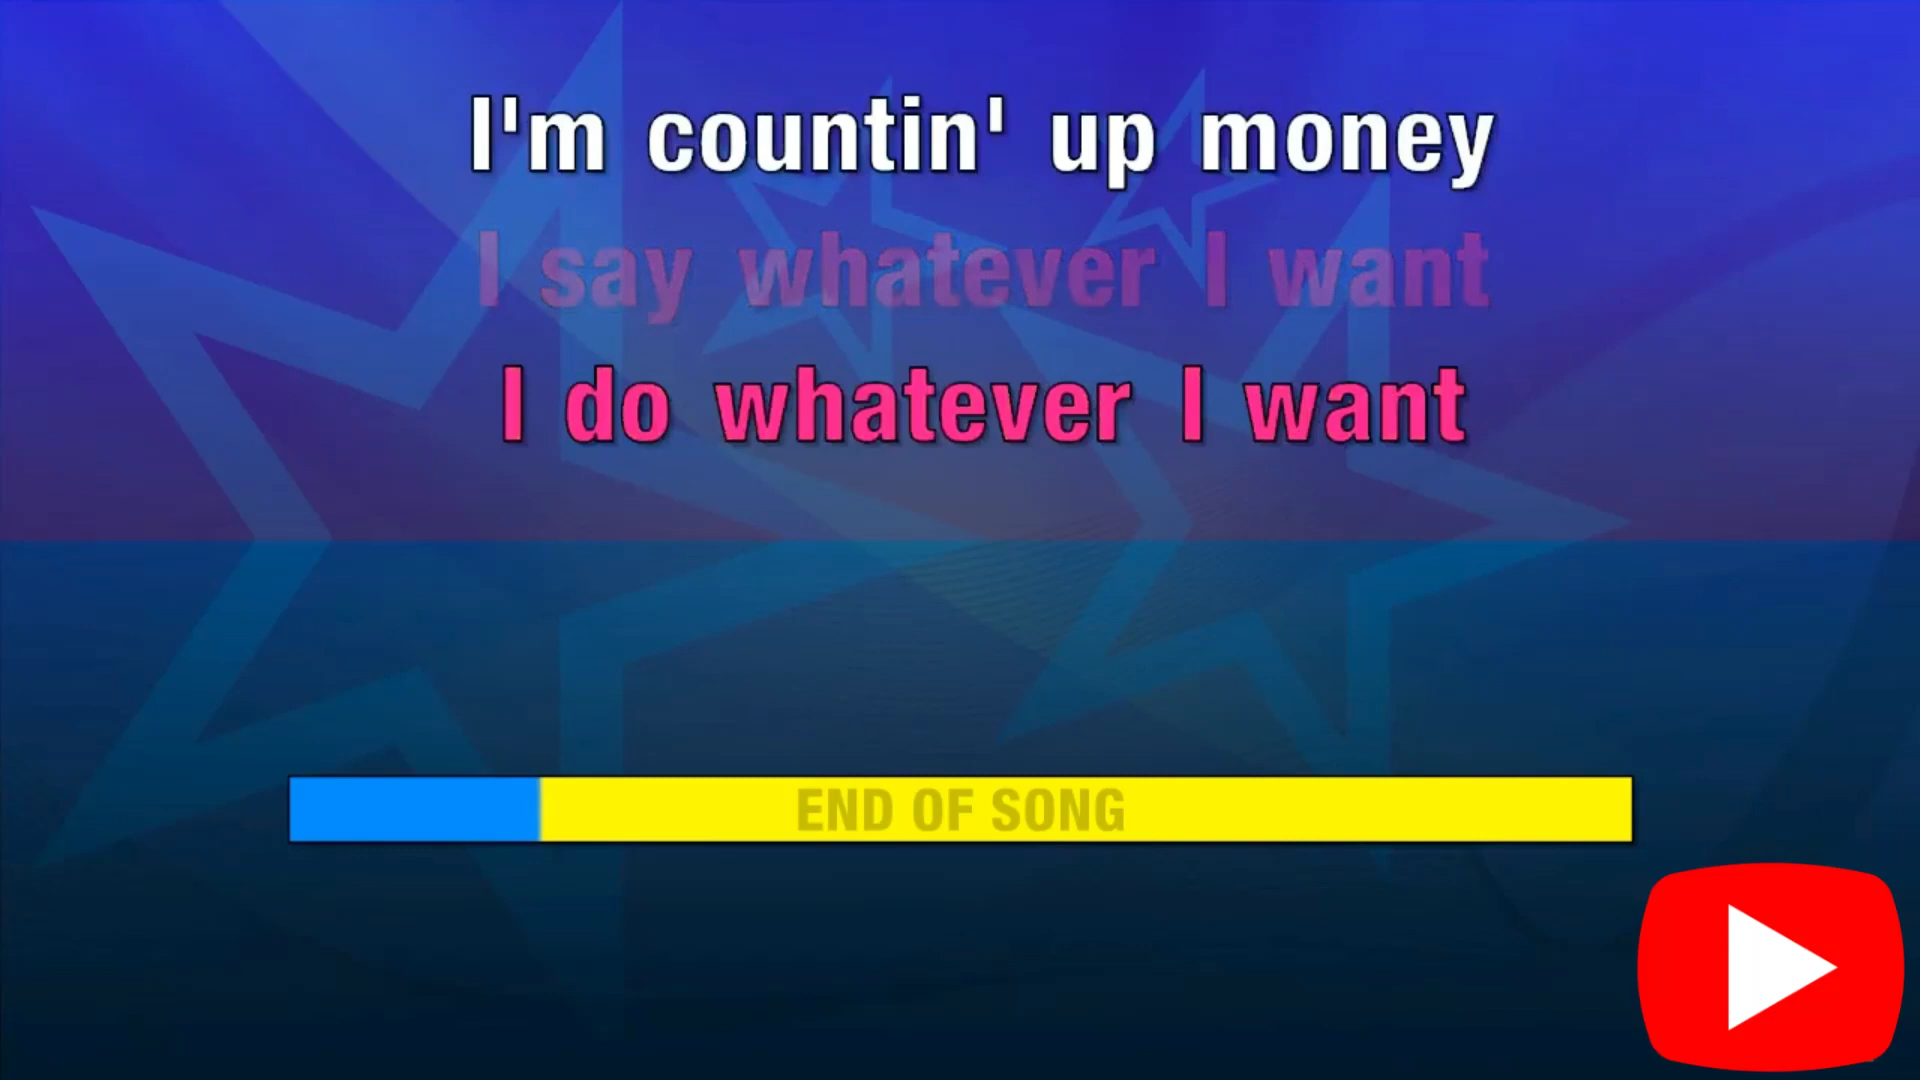 I'm countin' up money
I say whatever I want
I do whatever I want
END OF SONG